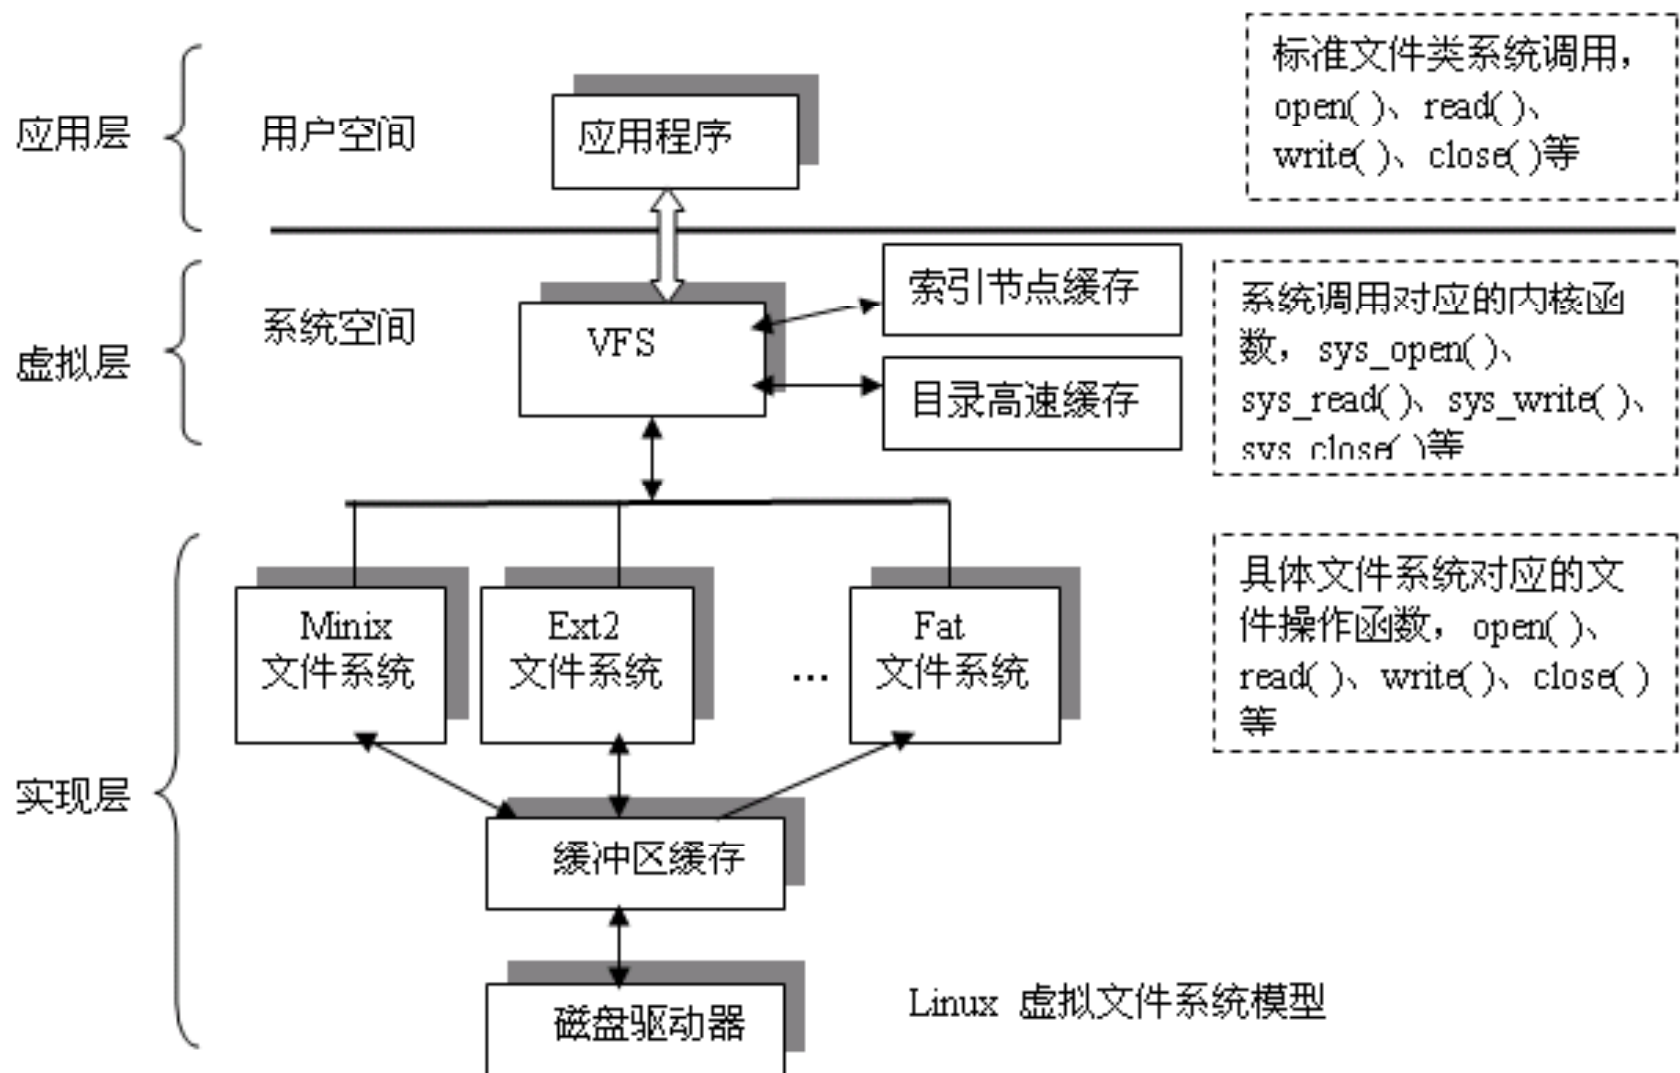 标准文件类系统调用，
open( )、read( )、
write( )、close( )等
应用层
用户空间
应用程序
索引节点缓存
系统空间
VFS
虚拟层
目录高速缓存
系统调用对应的内核函
数，sys_open( )、
sys_read( )、sys_write( )、
sys_close( )等
Minix
文件系统
Ext2
文件系统
...
Fat
文件系统
具体文件系统对应的文
件操作函数，open( )、
read( )、write( )、close( )
等
实现层
缓冲区缓存
磁盘驱动器
Linux 虚拟文件系统模型